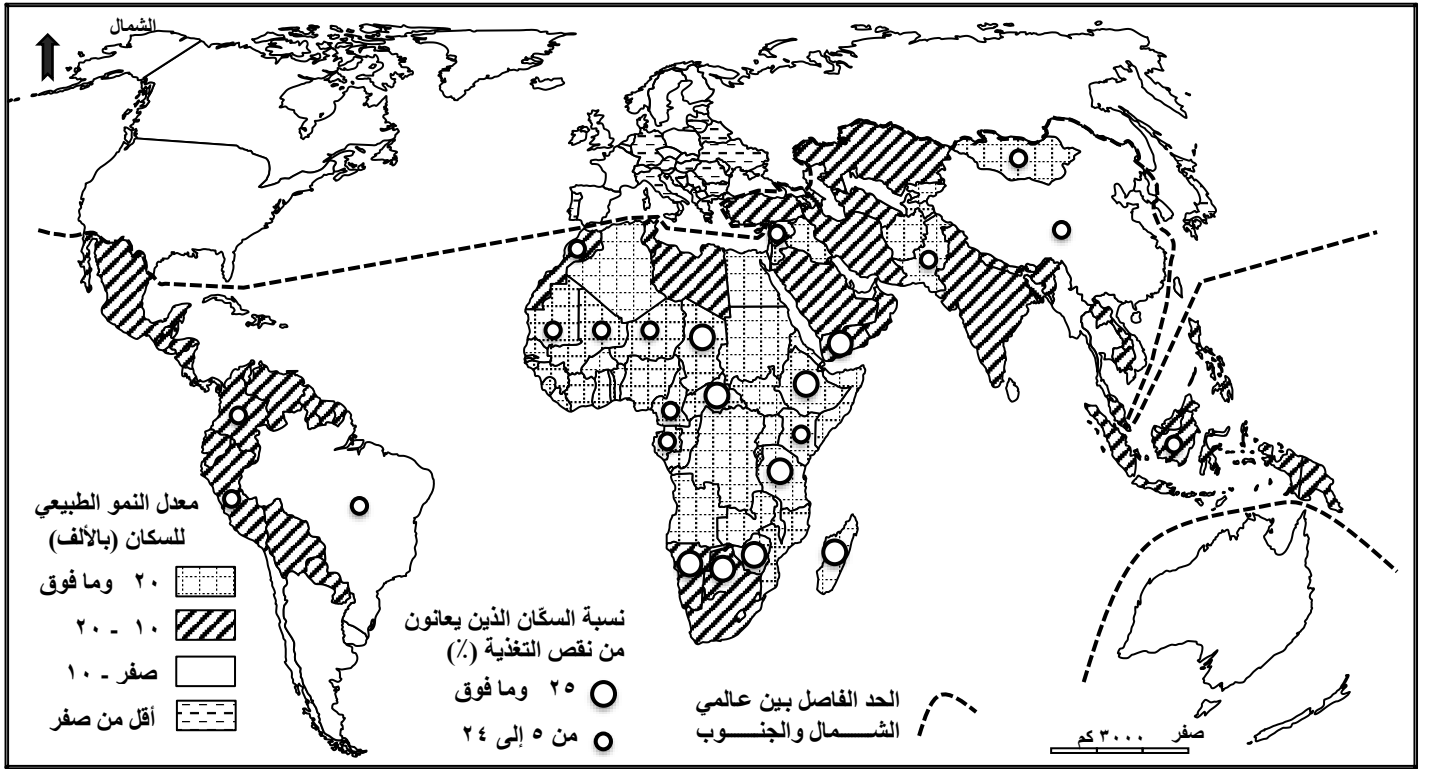 الشمال
معدل النمو الطبيعي
للسكان (بالألف)
٢٠ وما فوق
١٠ - ٢٠
صفر - ١٠
أقل من صفر
نسبة السكّان الذين يعانون
من نقص التغذية (٪)
٢٥ وما فوق
من ٥ إلى ٢٤
الحد الفاصل بين عالمي
الشـــمال والجنـــوب
صفر ٣٠٠٠ كم